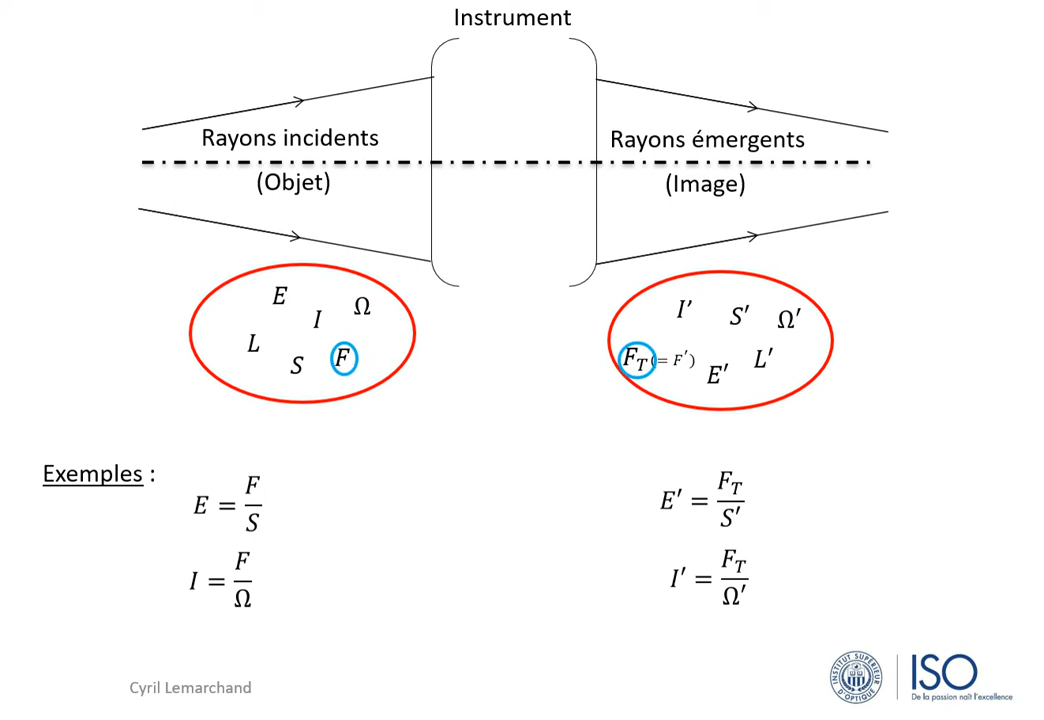 Instrument
Rayons incidents
(Objet)
Rayons émergents
(Image)
E
I
Ω
L
S
F
I′
S′
Ω′
F_T (= F′)
E′
L′
Exemples :
E = F/S
I = F/Ω
E′ = F_T/S′
I′ = F_T/Ω′
Cyril Lemarchand
INSTITUT SUPÉRIEUR D'OPTIQUE
ISO
De la passion naît l'excellence